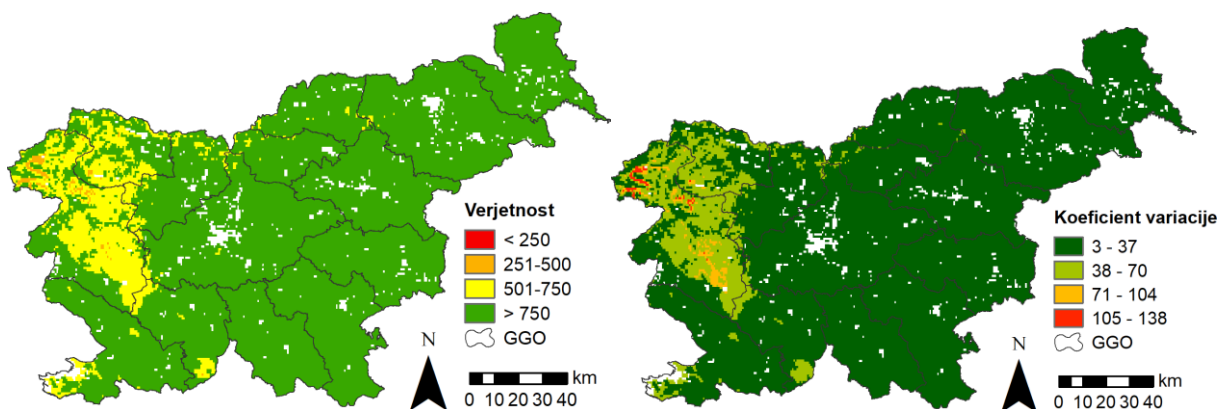 Verjetnost
< 250
251-500
501-750
> 750
GGO
N
km
0 10 20 30 40
Koeficient variacije
3 - 37
38 - 70
71 - 104
105 - 138
GGO
N
km
0 10 20 30 40